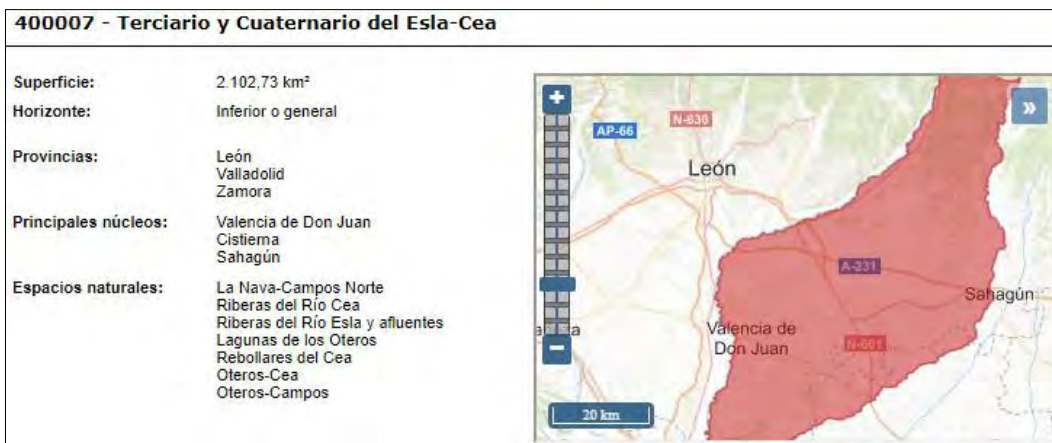 400007 - Terciario y Cuaternario del Esla-Cea
Superficie: 2.102,73 km²
Horizonte: Inferior o general
Provincias: León
Valladolid
Zamora
Principales núcleos: Valencia de Don Juan
Cistierna
Sahagún
Espacios naturales: La Nava-Campos Norte
Riberas del Río Cea
Riberas del Río Esla y afluentes
Lagunas de los Oteros
Rebollares del Cea
Oteros-Cea
Oteros-Campos
+
»
N-630
AP-66
León
A-231
Sahagún
Valencia de
Don Juan
N-601
−
20 km